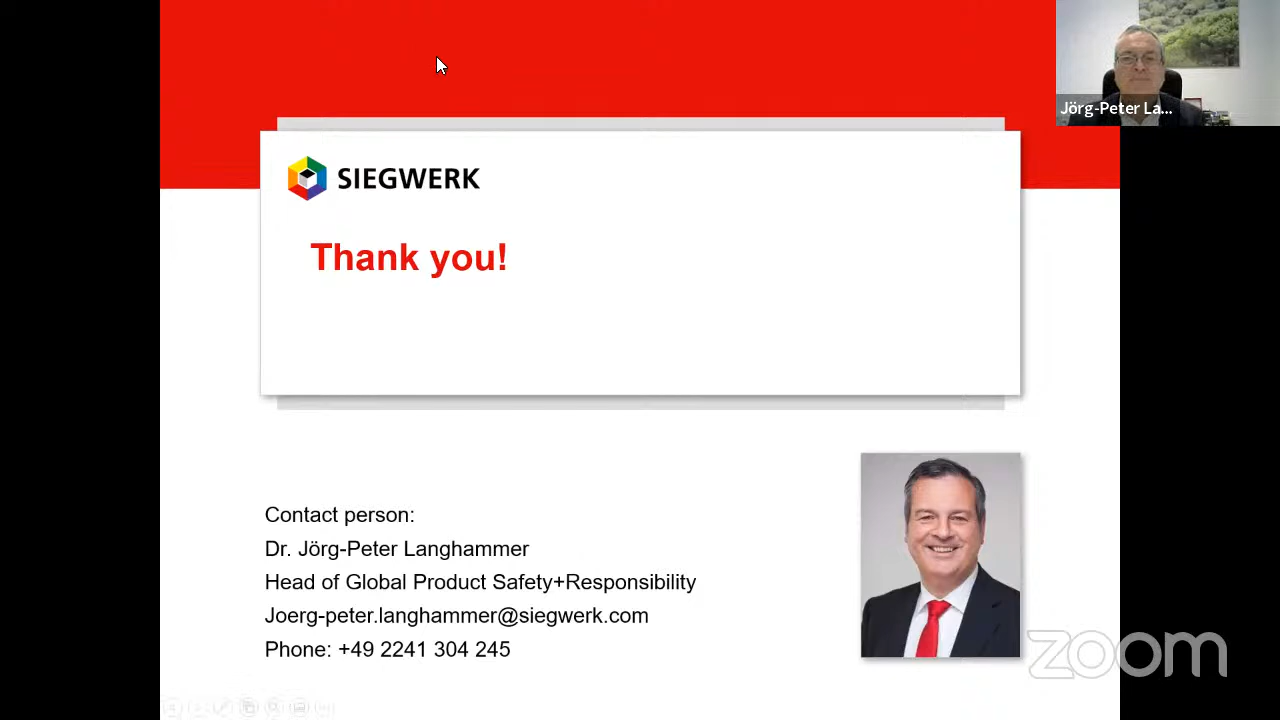 Jörg-Peter La...
SIEGWERK
Thank you!
Contact person:
Dr. Jörg-Peter Langhammer
Head of Global Product Safety+Responsibility
Joerg-peter.langhammer@siegwerk.com
Phone: +49 2241 304 245
zoom